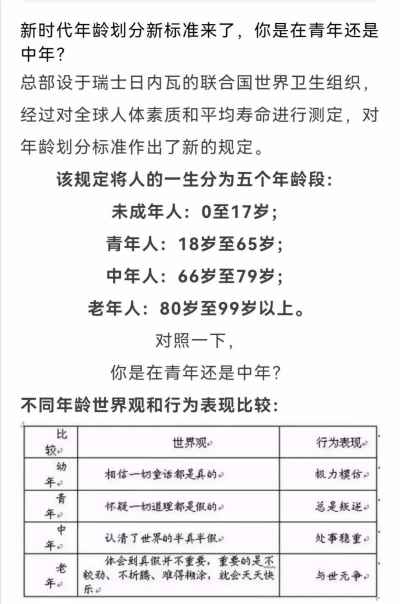 新时代年龄划分新标准来了，你是在青年还是
中年？
总部设于瑞士日内瓦的联合国世界卫生组织，
经过对全球人体素质和平均寿命进行测定，对
年龄划分标准作出了新的规定。
该规定将人的一生分为五个年龄段：
未成年人：0至17岁；
青年人：18岁至65岁；
中年人：66岁至79岁；
老年人：80岁至99岁以上。
对照一下，
你是在青年还是中年？
不同年龄世界观和行为表现比较：
比
较 世界观 行为表现
幼
年 相信一切童话都是真的 极力模仿
青
年 怀疑一切道理都是假的 总是叛逆
中
年 认清了世界的半真半假 处事稳重
老
年 体会到真假并不重要，重要的是不
较劲、不折腾、难得糊涂，就会天天快
乐 与世无争